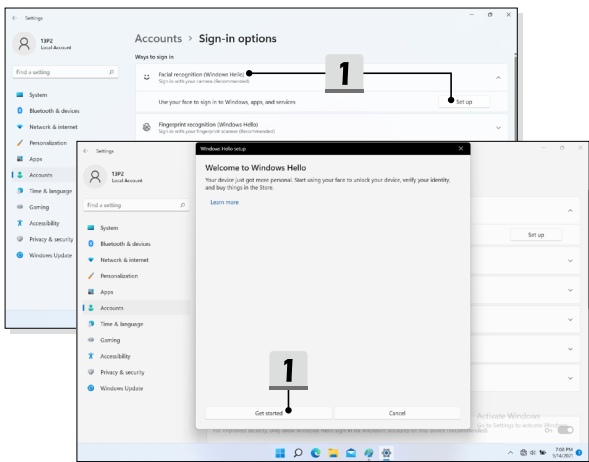 Settings
13P2
Local Account
Accounts > Sign-in options
Ways to sign in
Find a setting
System
Bluetooth & devices
Network & internet
Personalization
Apps
Accounts
Time & language
Gaming
Accessibility
Privacy & security
Windows Update
Facial recognition (Windows Hello)
Sign in with your camera (Recommended)
1
Use your face to sign in to Windows, apps, and services
Set up
Fingerprint recognition (Windows Hello)
Sign in with your fingerprint scanner (Recommended)
Settings
13P2
Local Account
Find a setting
System
Bluetooth & devices
Network & internet
Personalization
Apps
Accounts
Time & language
Gaming
Accessibility
Privacy & security
Windows Update
Windows Hello setup
Welcome to Windows Hello
Your device just got more personal. Start using your face to unlock your device, verify your identity,
and buy things in the Store.
Learn more
1
Get started
Cancel
Set up
Activate Windows
Go to Settings to activate Windows.
On
7:00 PM
9/14/2021